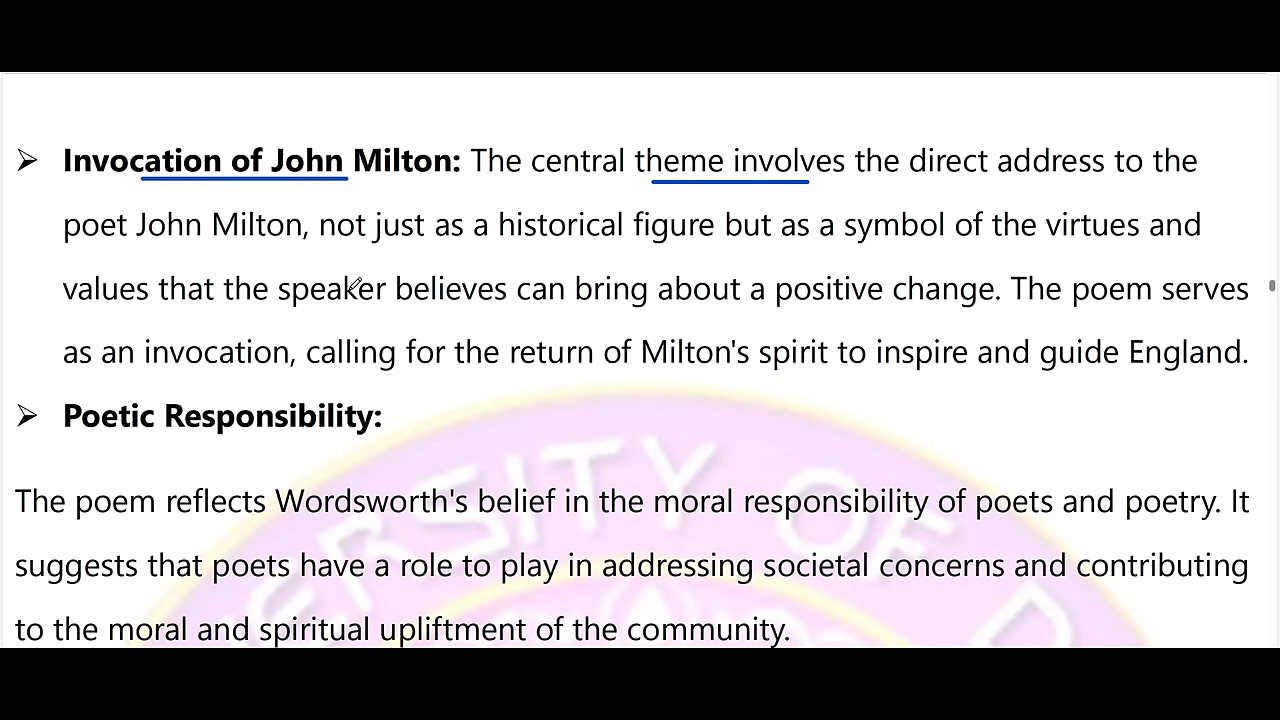 ➢ Invocation of John Milton: The central theme involves the direct address to the
poet John Milton, not just as a historical figure but as a symbol of the virtues and
values that the speaker believes can bring about a positive change. The poem serves
as an invocation, calling for the return of Milton's spirit to inspire and guide England.
➢ Poetic Responsibility:
The poem reflects Wordsworth's belief in the moral responsibility of poets and poetry. It
suggests that poets have a role to play in addressing societal concerns and contributing
to the moral and spiritual upliftment of the community.